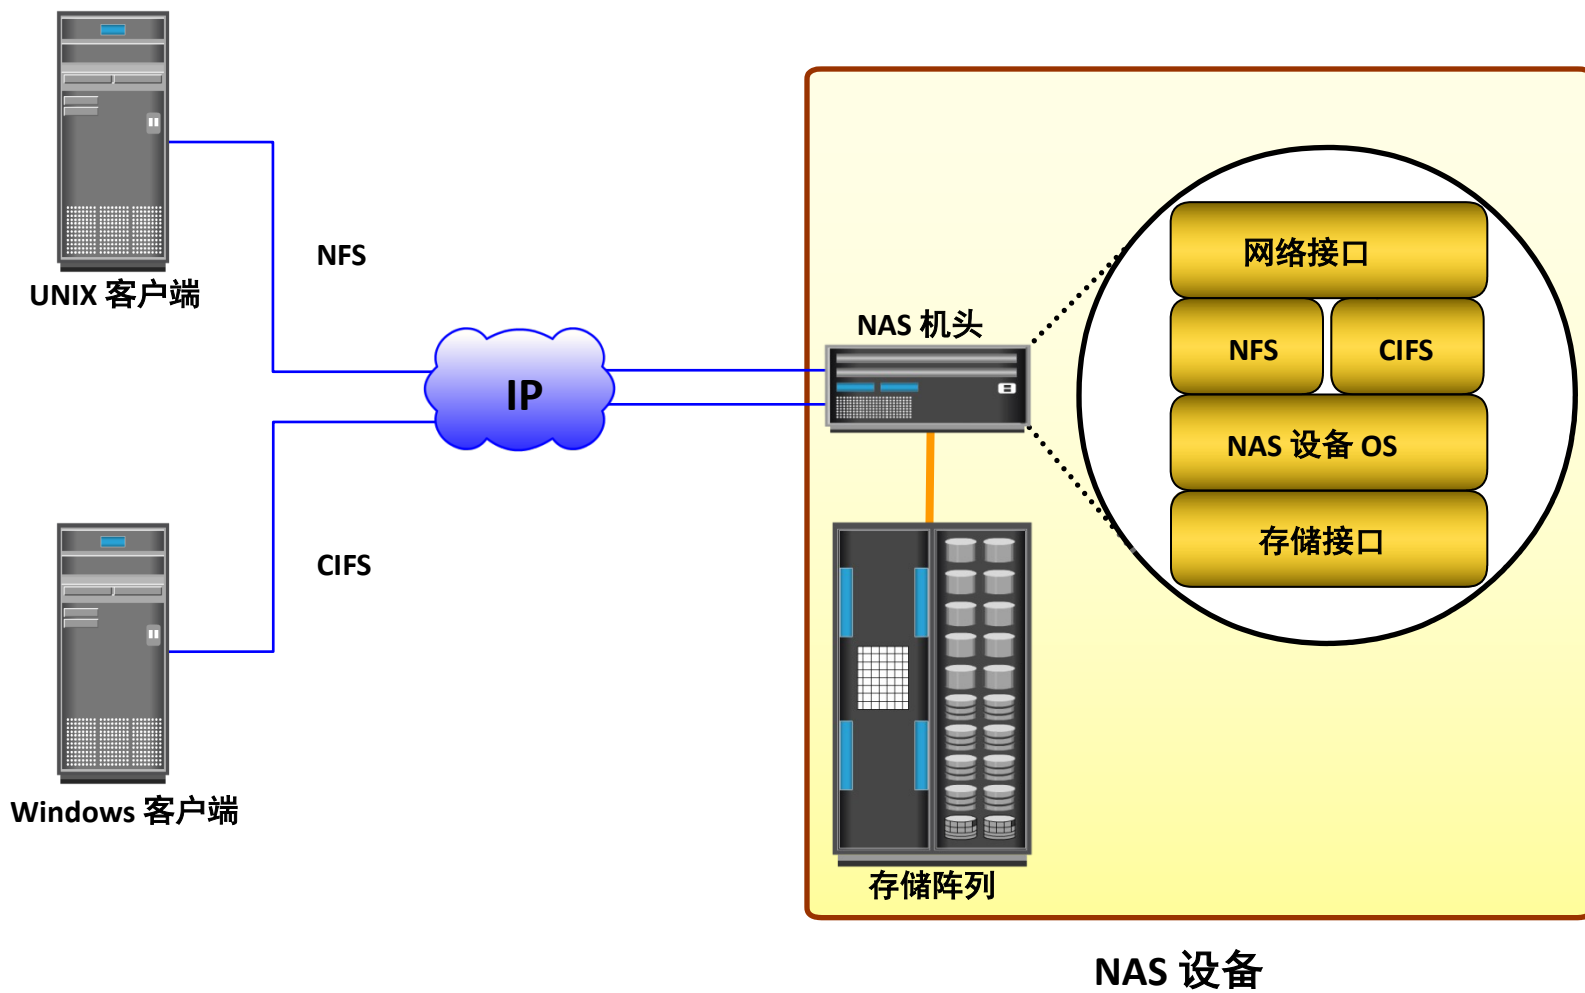 UNIX 客户端
NFS
IP
CIFS
Windows 客户端
NAS 机头
存储阵列
网络接口
NFS
CIFS
NAS 设备 OS
存储接口
NAS 设备